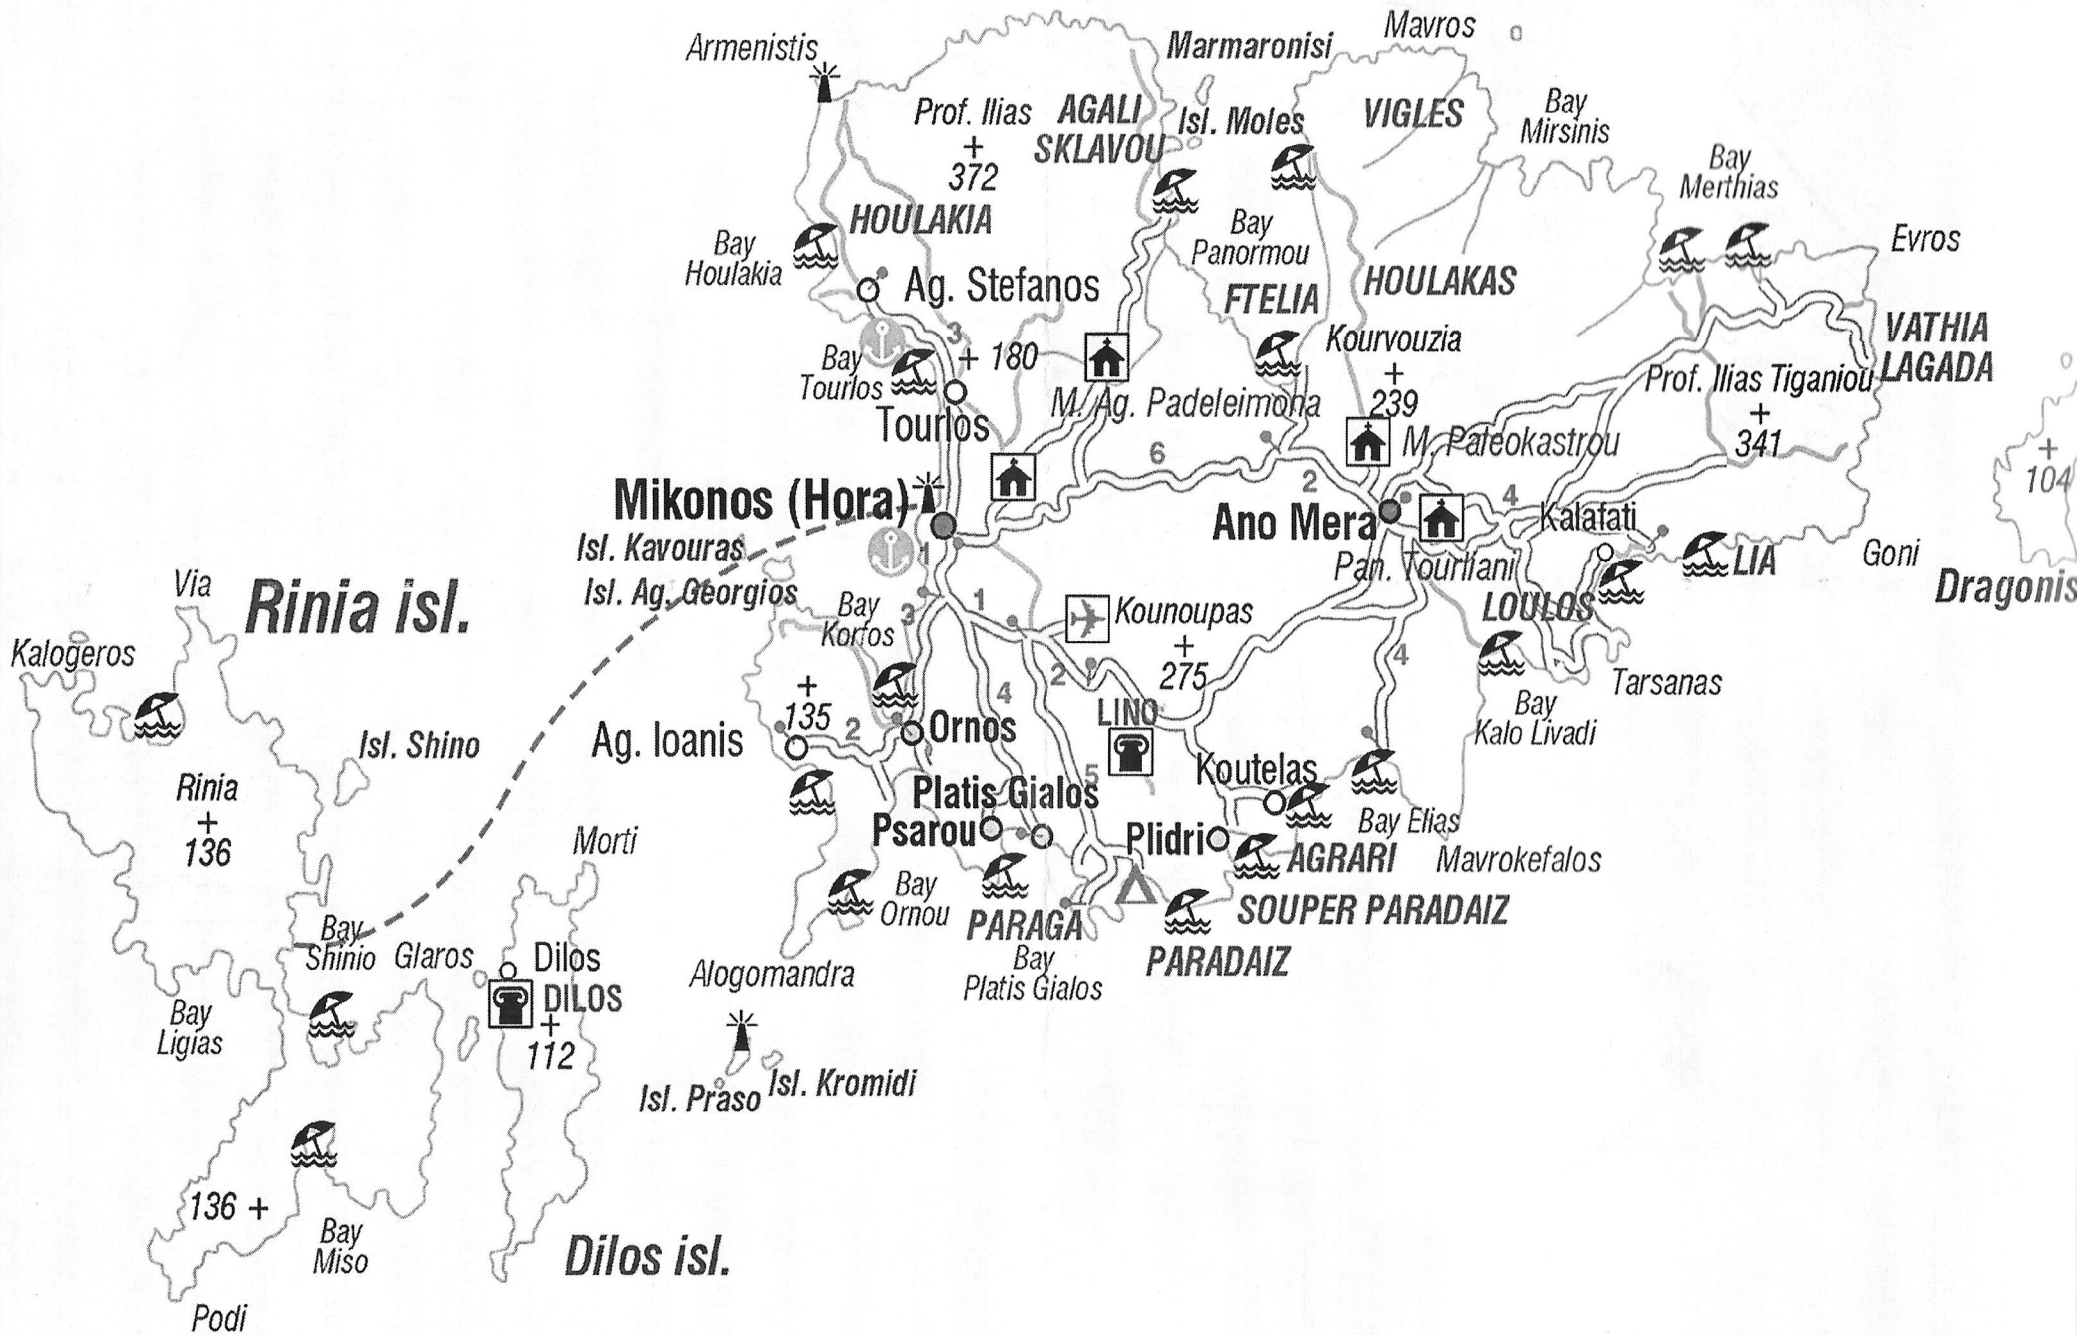 Mavros
Armenistis
Marmaronisi
Prof. Ilias
+
372
AGALI
SKLAVOU
Isl. Moles
VIGLES
Bay
Mirsinis
Bay
Merthias
HOULAKIA
Bay
Houlakia
Bay
Panormou
Evros
Ag. Stefanos
FTELIA
HOULAKAS
3
+ 180
Bay
Tourlos
Kourvouzia
+
239
VATHIA
LAGADA
Prof. Ilias Tiganiou
+
341
M. Ag. Padeleimona
Tourlos
M. Paleokastrou
6
2
4
+
104
Mikonos (Hora)
Ano Mera
Kalafati
Isl. Kavouras
1
Pan. Tourliani
LIA
Goni
Dragonis
Via
Rinia isl.
Isl. Ag. Georgios
Bay
Korfos
3
1
Kounoupas
+
275
LOULOS
Kalogeros
2
4
4
Tarsanas
+
135
LINO
Bay
Kalo Livadi
Isl. Shino
Ag. Ioanis
2
Ornos
Rinia
+
136
5
Koutelas
Platis Gialos
Psarou
Plidri
Bay Elias
Morti
AGRARI
Mavrokefalos
Bay
Ornou
PARAGA
SOUPER PARADAIZ
Bay
Shinio
Glaros
Dilos
DILOS
+
112
Alogomandra
Bay
Platis Gialos
PARADAIZ
Bay
Ligias
Isl. Praso
Isl. Kromidi
136 +
Bay
Miso
Dilos isl.
Podi